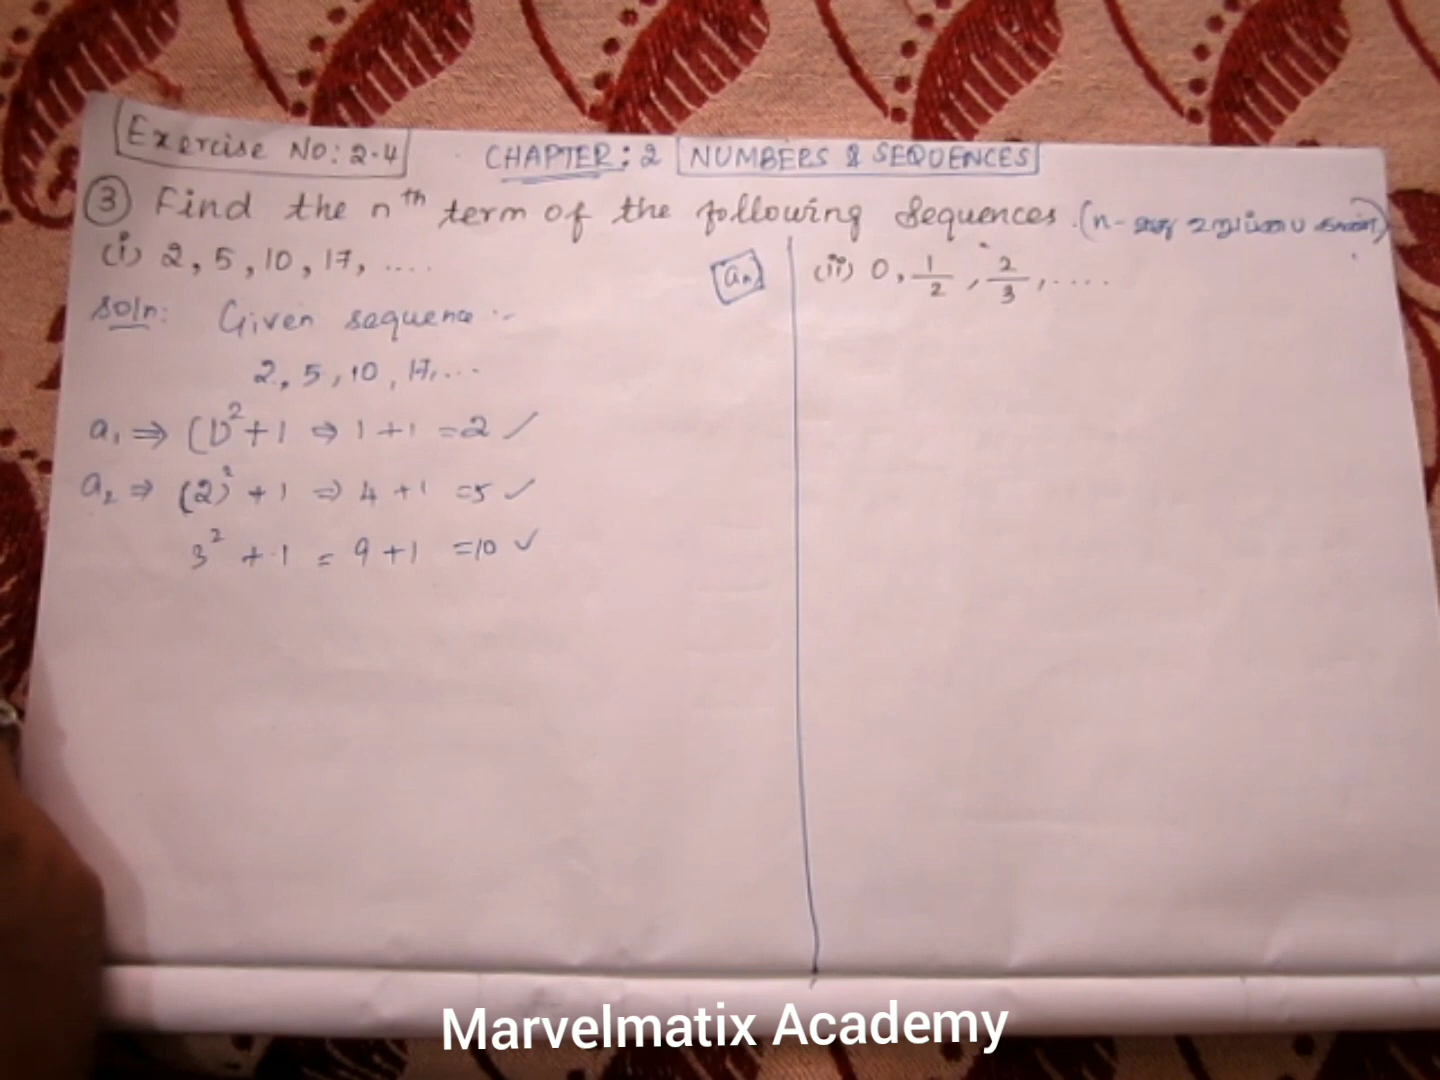 Exercise No: 2.4
CHAPTER: 2 NUMBERS & SEQUENCES
③ Find the nth term of the following Sequences. (n-வது உறுப்பை காண்)
(i) 2, 5, 10, 17, ....
an
(ii) 0, 1/2, 2/3, ....
Soln: Given sequence :-
2, 5, 10, 17, ...
a₁ ⇒ (1)² + 1 ⇒ 1 + 1 = 2 ✓
a₂ ⇒ (2)² + 1 ⇒ 4 + 1 = 5 ✓
3² + 1 = 9 + 1 = 10 ✓
Marvelmatix Academy